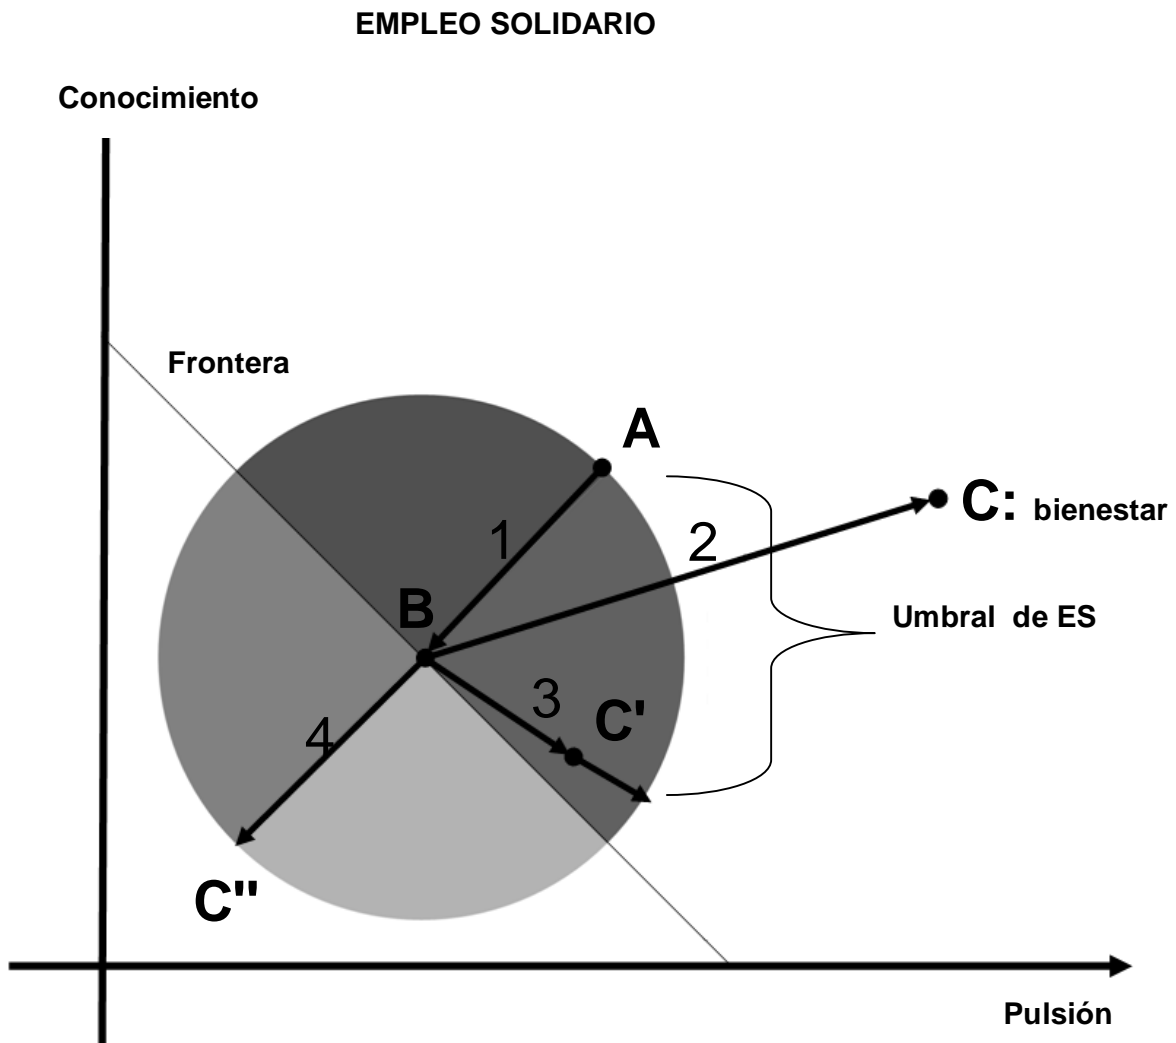 EMPLEO SOLIDARIO
Conocimiento
Frontera
A
C: bienestar
1
2
B
Umbral de ES
3
C'
4
C"
Pulsión